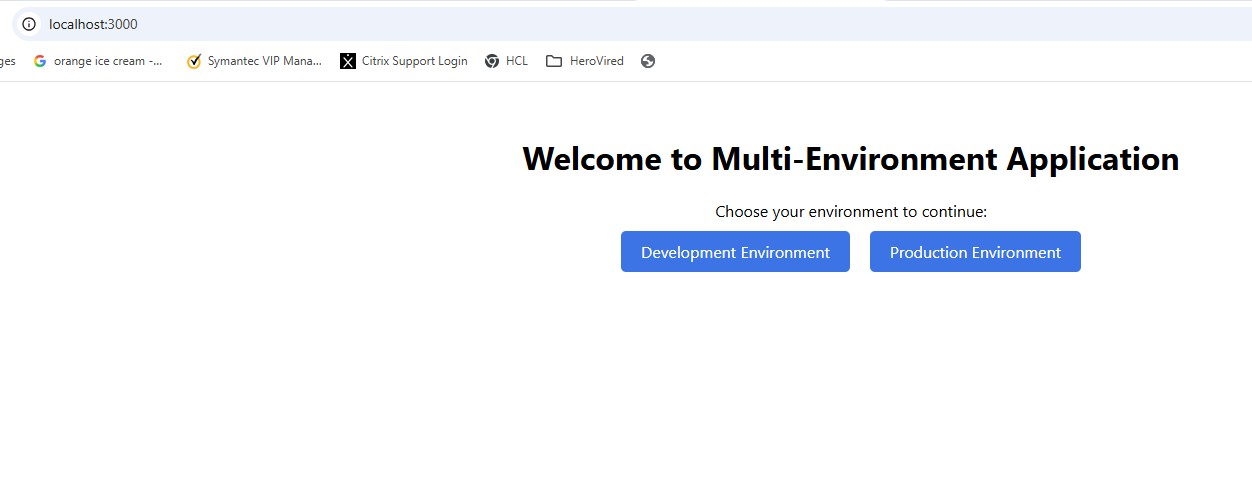 localhost:3000
ges orange ice cream -... Symantec VIP Mana... Citrix Support Login HCL HeroVired
Welcome to Multi-Environment Application
Choose your environment to continue:
Development Environment Production Environment